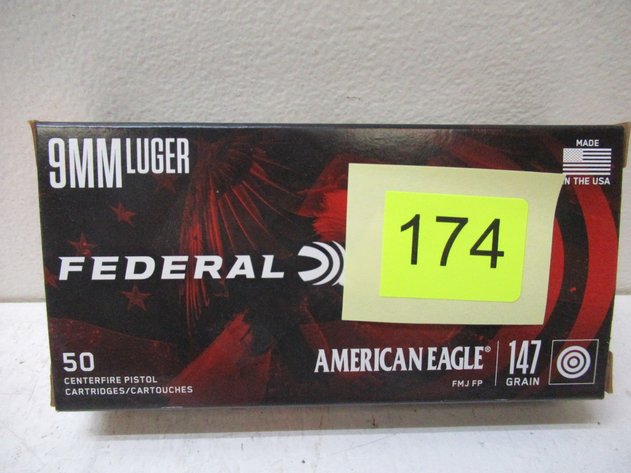 9MM LUGER
MADE
IN THE USA
174
FEDERAL
50
CENTERFIRE PISTOL
CARTRIDGES/CARTOUCHES
AMERICAN EAGLE®
FMJ FP
147
GRAIN